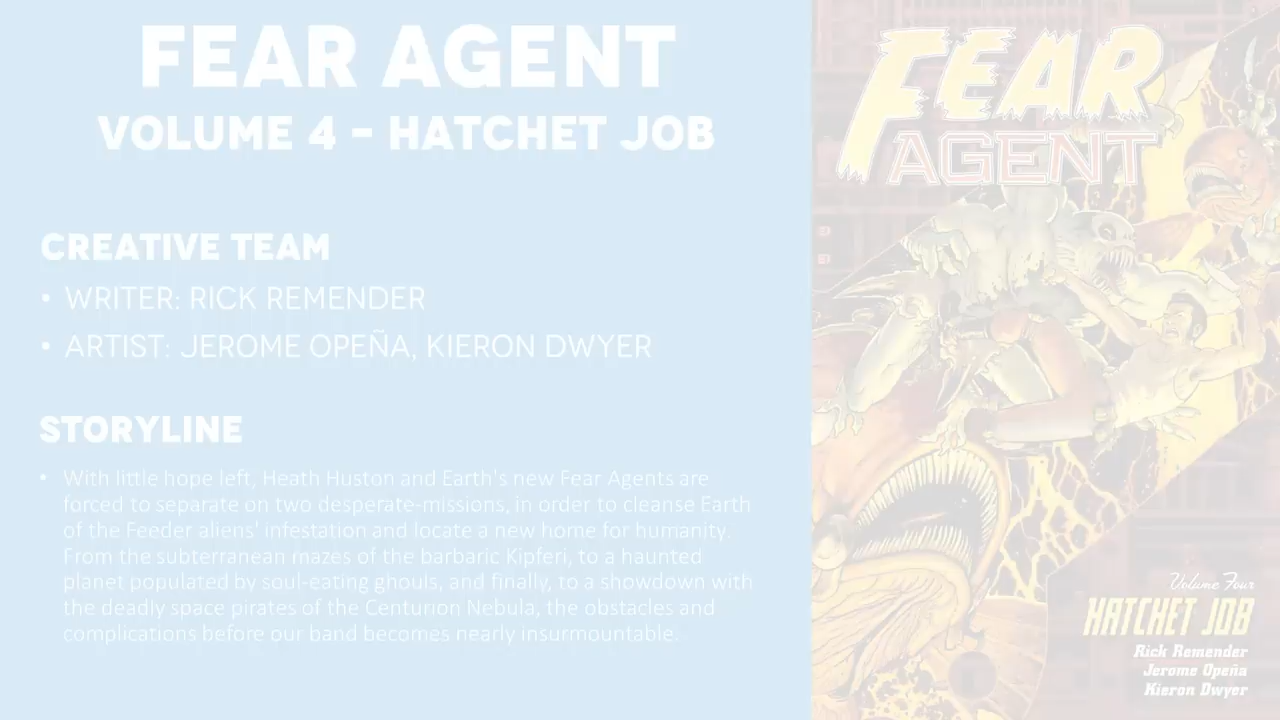 FEAR AGENT
VOLUME 4 - HATCHET JOB
CREATIVE TEAM
• WRITER: RICK REMENDER
• ARTIST: JEROME OPEÑA, KIERON DWYER
STORYLINE
• With little hope left, Heath Huston and Earth's new Fear Agents are
forced to separate on two desperate-missions, in order to cleanse Earth
of the Feeder aliens' infestation and locate a new home for humanity.
From the subterranean mazes of the barbaric Kipferi, to a haunted
planet populated by soul-eating ghouls, and finally, to a showdown with
the deadly space pirates of the Centurion Nebula, the obstacles and
complications before our band becomes nearly insurmountable.
FEAR
AGENT
Volume Four
HATCHET JOB
Rick Remender
Jerome Opeña
Kieron Dwyer